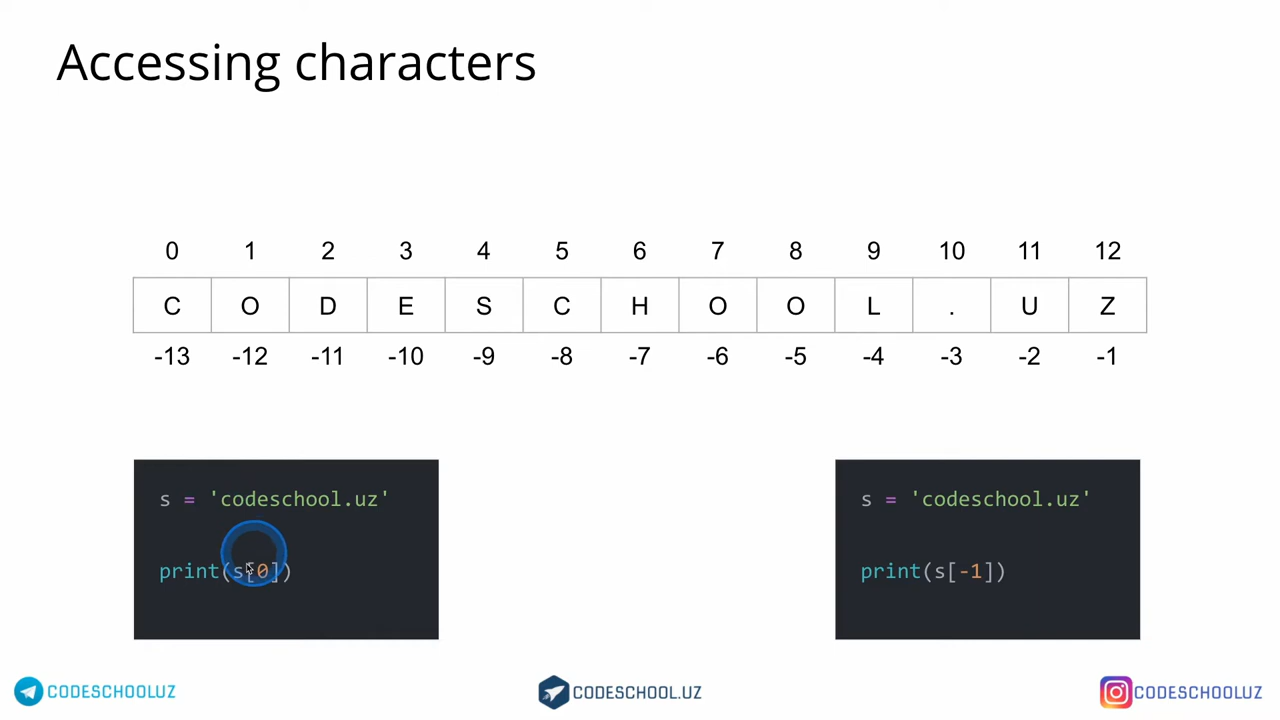 Accessing characters
0 1 2 3 4 5 6 7 8 9 10 11 12
C O D E S C H O O L . U Z
-13 -12 -11 -10 -9 -8 -7 -6 -5 -4 -3 -2 -1
s = 'codeschool.uz'
print(s[0])
s = 'codeschool.uz'
print(s[-1])
CODESCHOOLUZ
CODESCHOOL.UZ
CODESCHOOLUZ